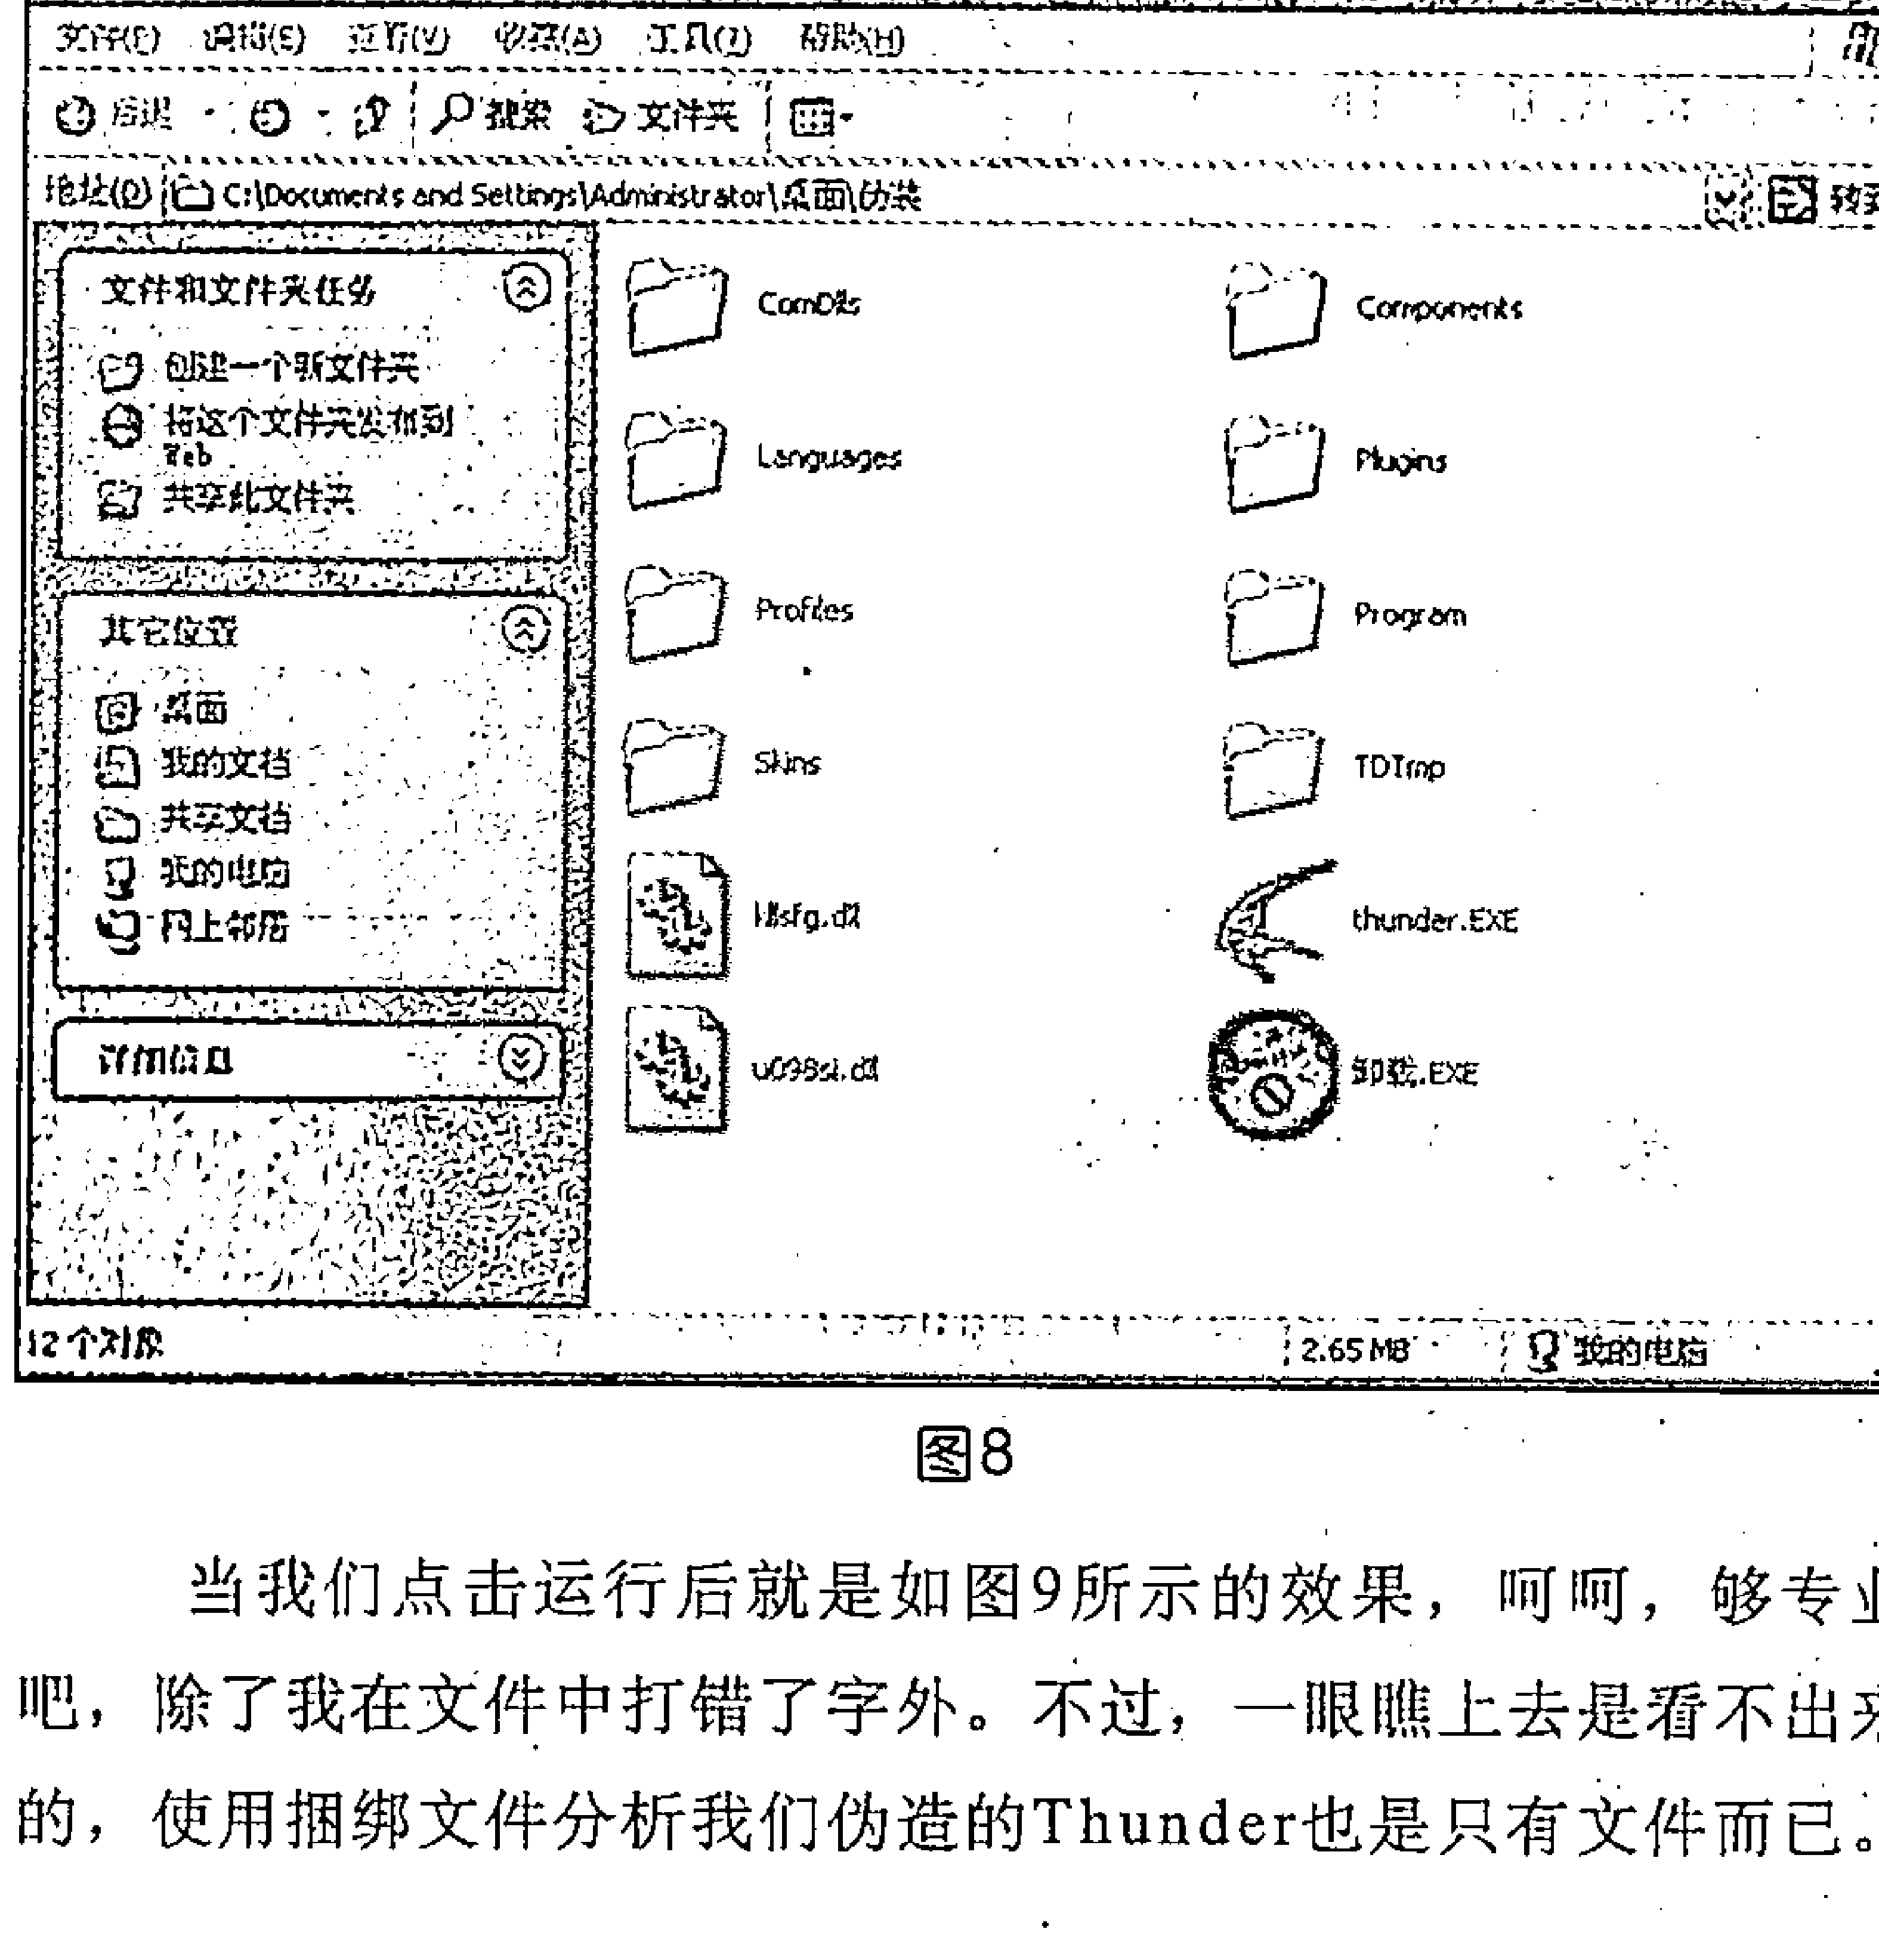 文件(F) 编辑(E) 查看(V) 收藏(A) 工具(T) 帮助(H)
后退 搜索 文件夹
地址(D) C:\Documents and Settings\Administrator\桌面\伪装 转到
文件和文件夹任务
创建一个新文件夹
将这个文件夹发布到
Web
共享此文件夹
其它位置
桌面
我的文档
共享文档
我的电脑
网上邻居
详细信息
ComDlls Components
Languages Plugins
Profiles Program
Skins TDTmp
thunder.EXE
卸载.EXE
12 个对象 2.65 MB 我的电脑
图8
当我们点击运行后就是如图9所示的效果，呵呵，够专业
吧，除了我在文件中打错了字外。不过，一眼瞧上去是看不出来
的，使用捆绑文件分析我们伪造的Thunder也是只有文件而已。